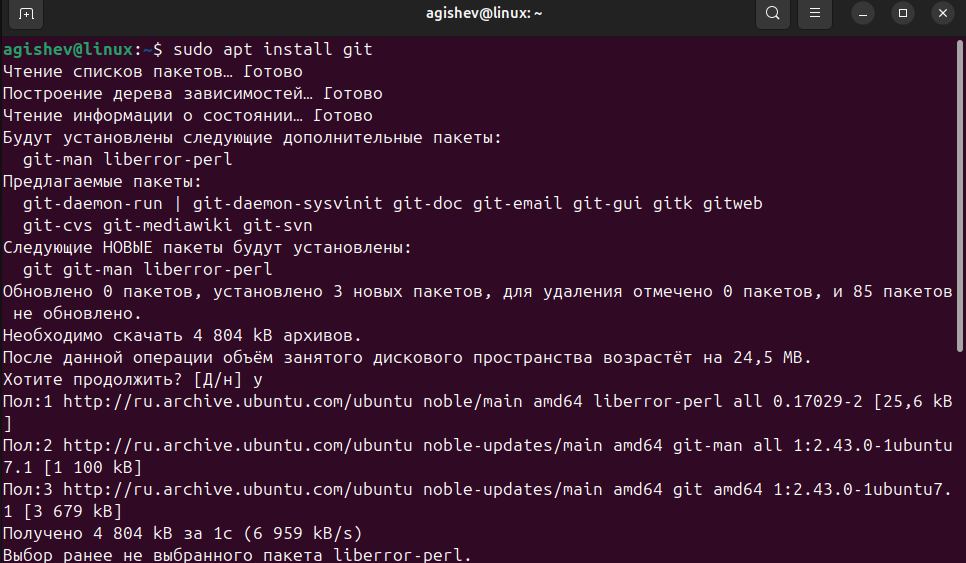 agishev@linux: ~
agishev@linux:~$ sudo apt install git
Чтение списков пакетов… Готово
Построение дерева зависимостей… Готово
Чтение информации о состоянии… Готово
Будут установлены следующие дополнительные пакеты:
  git-man liberror-perl
Предлагаемые пакеты:
  git-daemon-run | git-daemon-sysvinit git-doc git-email git-gui gitk gitweb
  git-cvs git-mediawiki git-svn
Следующие НОВЫЕ пакеты будут установлены:
  git git-man liberror-perl
Обновлено 0 пакетов, установлено 3 новых пакетов, для удаления отмечено 0 пакетов, и 85 пакетов
 не обновлено.
Необходимо скачать 4 804 kB архивов.
После данной операции объём занятого дискового пространства возрастёт на 24,5 MB.
Хотите продолжить? [Д/н] y
Пол:1 http://ru.archive.ubuntu.com/ubuntu noble/main amd64 liberror-perl all 0.17029-2 [25,6 kB
]
Пол:2 http://ru.archive.ubuntu.com/ubuntu noble-updates/main amd64 git-man all 1:2.43.0-1ubuntu
7.1 [1 100 kB]
Пол:3 http://ru.archive.ubuntu.com/ubuntu noble-updates/main amd64 git amd64 1:2.43.0-1ubuntu7.
1 [3 679 kB]
Получено 4 804 kB за 1с (6 959 kB/s)
Выбор ранее не выбранного пакета liberror-perl.